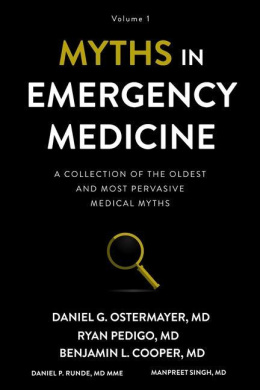 Volume 1
MYTHS IN
EMERGENCY
MEDICINE
A COLLECTION OF THE OLDEST
AND MOST PERVASIVE
MEDICAL MYTHS
DANIEL G. OSTERMAYER, MD
RYAN PEDIGO, MD
BENJAMIN L. COOPER, MD
DANIEL P. RUNDE, MD MME
MANPREET SINGH, MD